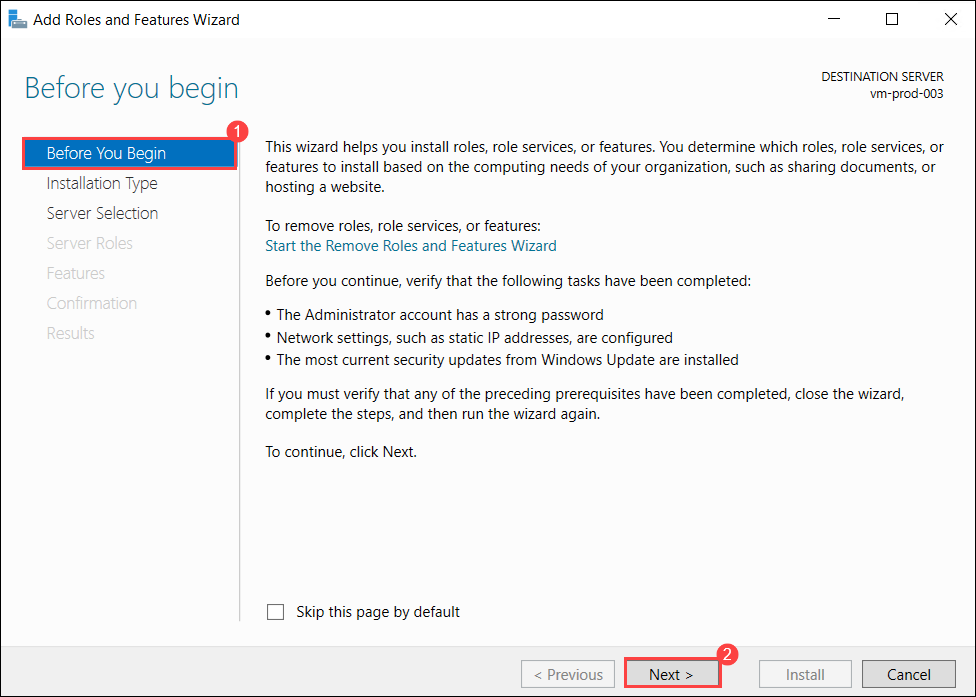 Add Roles and Features Wizard
Before you begin
DESTINATION SERVER
vm-prod-003
1
Before You Begin
Installation Type
Server Selection
Server Roles
Features
Confirmation
Results
This wizard helps you install roles, role services, or features. You determine which roles, role services, or
features to install based on the computing needs of your organization, such as sharing documents, or
hosting a website.
To remove roles, role services, or features:
Start the Remove Roles and Features Wizard
Before you continue, verify that the following tasks have been completed:
• The Administrator account has a strong password
• Network settings, such as static IP addresses, are configured
• The most current security updates from Windows Update are installed
If you must verify that any of the preceding prerequisites have been completed, close the wizard,
complete the steps, and then run the wizard again.
To continue, click Next.
Skip this page by default
2
< Previous
Next >
Install
Cancel